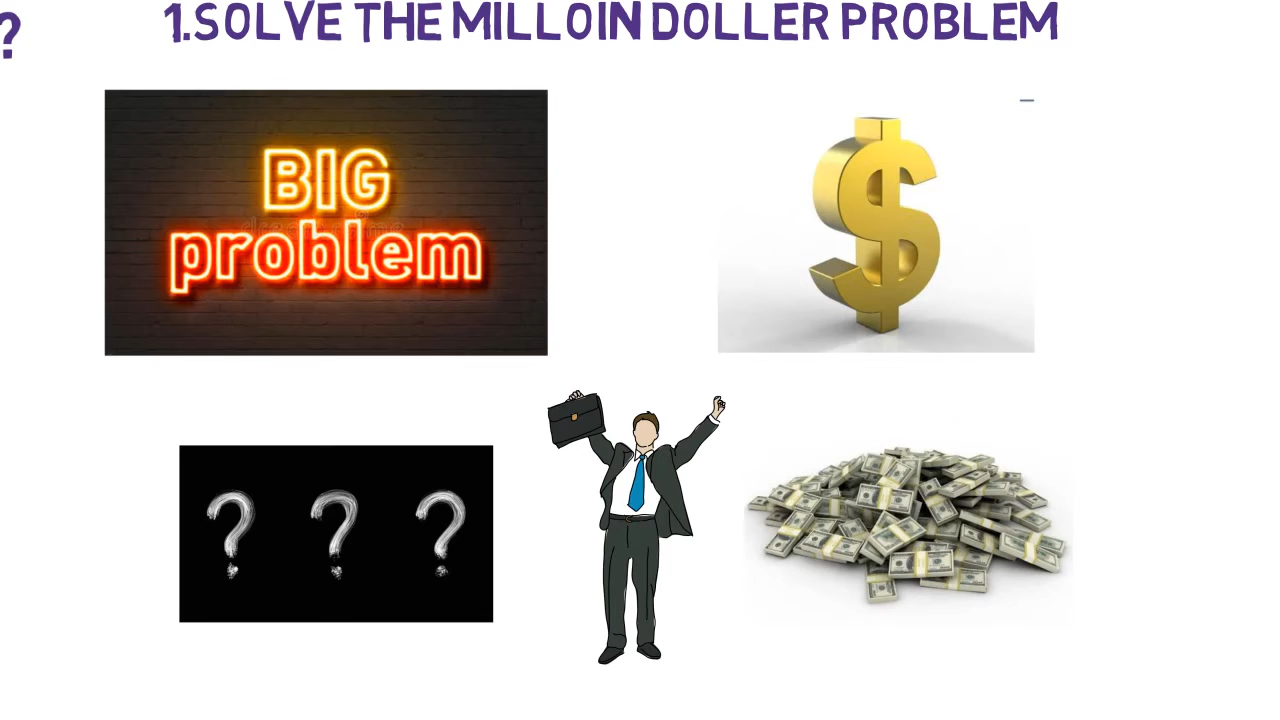 ?
1.SOLVE THE MILLOIN DOLLER PROBLEM
BIG
problem
$
? ? ?